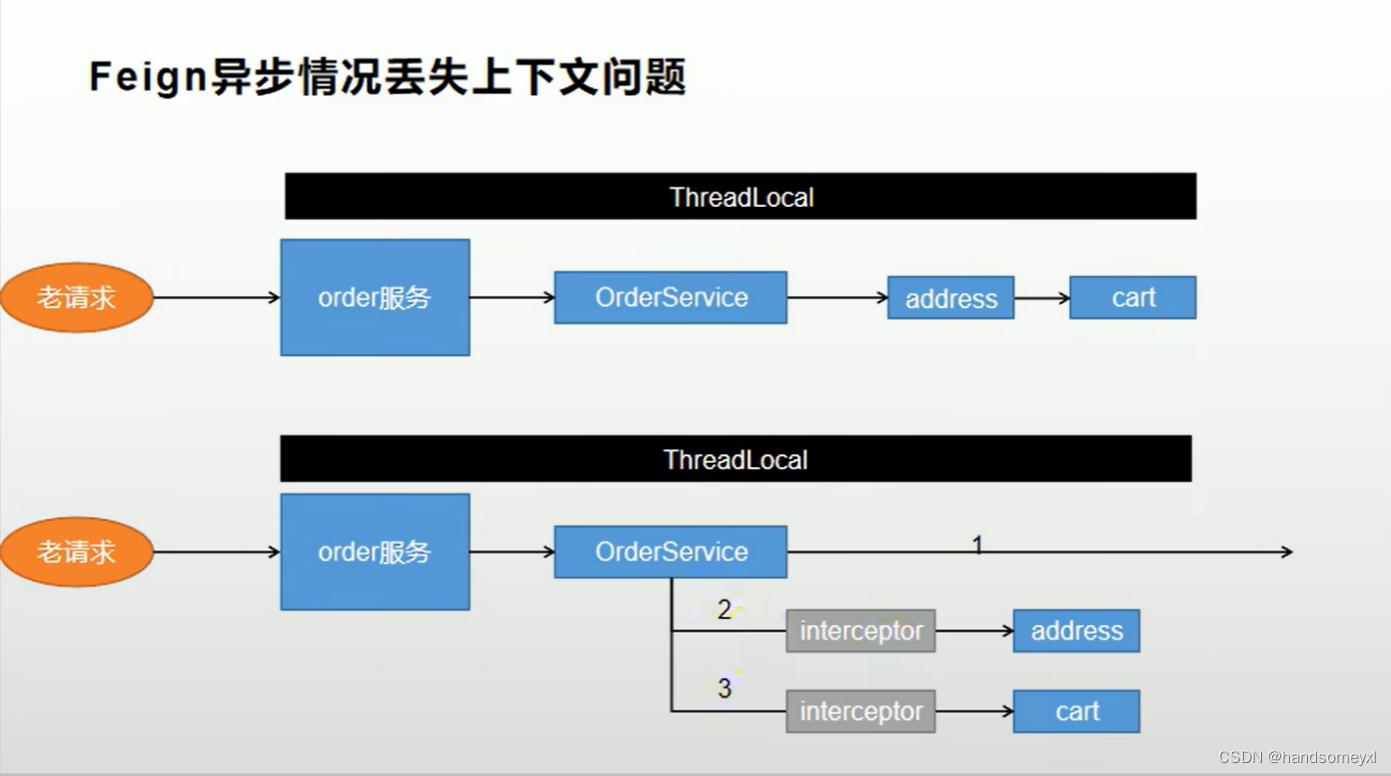 Feign异步情况丢失上下文问题
ThreadLocal
老请求
order服务
OrderService
address
cart
ThreadLocal
老请求
order服务
OrderService
1
2
interceptor
address
3
interceptor
cart
CSDN @handsomeyxl